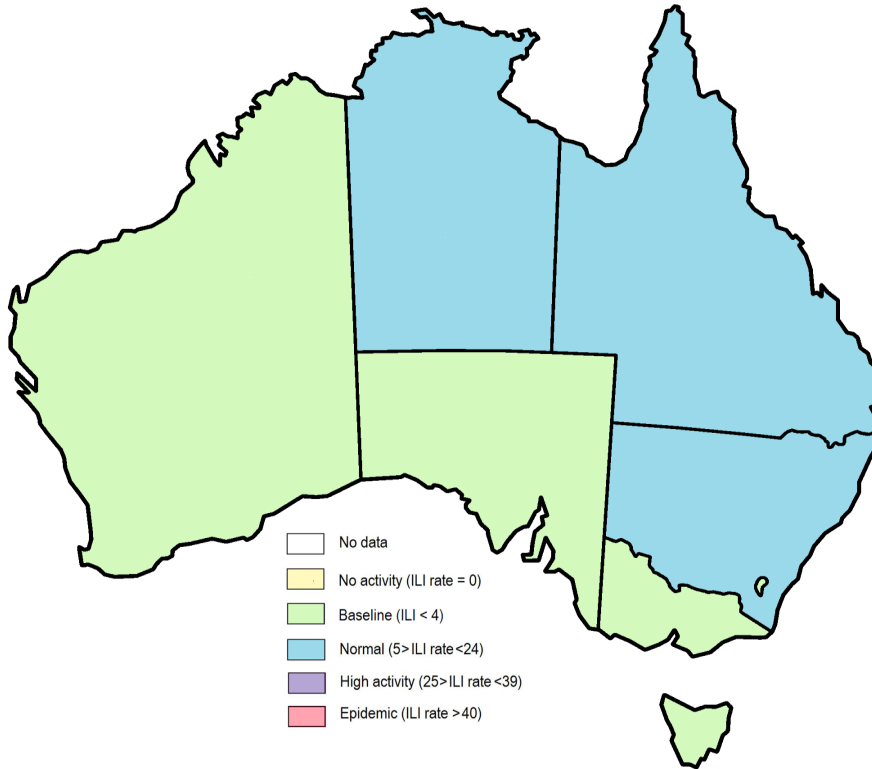 No data
No activity (ILI rate = 0)
Baseline (ILI < 4)
Normal (5> ILI rate <24)
High activity (25> ILI rate <39)
Epidemic (ILI rate > 40)